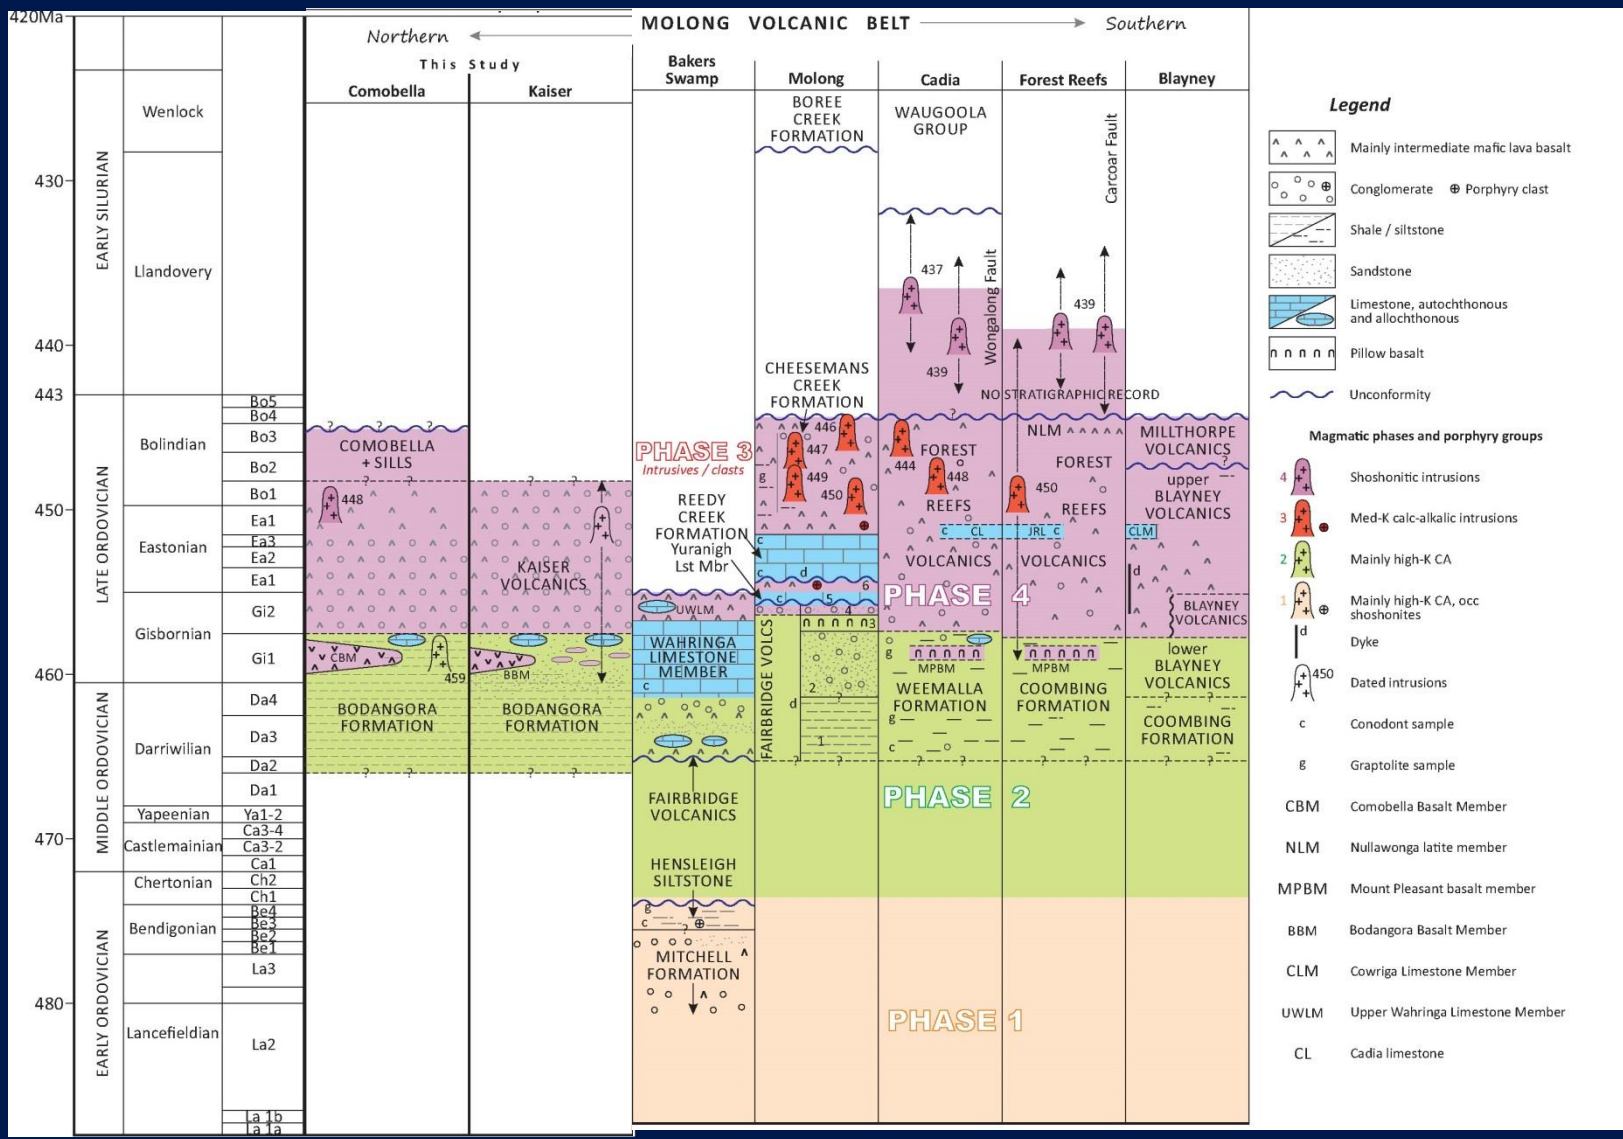 MOLONG VOLCANIC BELT
Northern
Southern
This Study
Comobella
Kaiser
Bakers
Swamp
Molong
Cadia
Forest Reefs
Blayney
420Ma
430
440
443
450
460
470
480
EARLY SILURIAN
LATE ORDOVICIAN
MIDDLE ORDOVICIAN
EARLY ORDOVICIAN
Wenlock
Llandovery
Bolindian
Eastonian
Gisbornian
Darriwilian
Yapeenian
Castlemainian
Chertonian
Bendigonian
Lancefieldian
Bo5
Bo4
Bo3
Bo2
Bo1
Ea1
Ea3
Ea2
Ea1
Gi2
Gi1
Da4
Da3
Da2
Da1
Ya1-2
Ca3-4
Ca3-2
Ca1
Ch2
Ch1
Be4
Be3
Be2
Be1
La3
La2
La 1b
La 1a
? ?
COMOBELLA
+ SILLS
? ?
448
CBM
459
BODANGORA
FORMATION
? ?
? ?
KAISER
VOLCANICS
BBM
BODANGORA
FORMATION
? ?
PHASE 3
Intrusives / clasts
REEDY
CREEK
FORMATION
Yuranigh
Lst Mbr
UWLM
WAHRINGA
LIMESTONE
MEMBER
c
FAIRBRIDGE
VOLCANICS
HENSLEIGH
SILTSTONE
g
c
?
MITCHELL
FORMATION
BOREE
CREEK
FORMATION
CHEESEMANS
CREEK
FORMATION
446
447
449
450
g
c
c d
6
c 5
4
3
FAIRBRIDGE VOLCS
2
?
d
1
? ?
WAUGOOLA
GROUP
437
439
Wongalong Fault
?
444
FOREST
448
REEFS
c CL
VOLCANICS
PHASE 4
g
MPBM
WEEMALLA
FORMATION
g
c
PHASE 2
PHASE 1
439
Carcoar Fault
NO STRATIGRAPHIC RECORD
NLM
FOREST
450
REEFS
JRL c
VOLCANICS
MPBM
COOMBING
FORMATION
? ?
MILLTHORPE
VOLCANICS
?
upper
BLAYNEY
VOLCANICS
CLM
d
BLAYNEY
VOLCANICS
lower
BLAYNEY
VOLCANICS
? ?
COOMBING
FORMATION
? ?
Legend
Mainly intermediate mafic lava basalt
Conglomerate ⊕ Porphyry clast
Shale / siltstone
Sandstone
Limestone, autochthonous
and allochthonous
Pillow basalt
Unconformity
Magmatic phases and porphyry groups
4 Shoshonitic intrusions
3 Med-K calc-alkalic intrusions
2 Mainly high-K CA
1 Mainly high-K CA, occ
shoshonites
d Dyke
450 Dated intrusions
c Conodont sample
g Graptolite sample
CBM Comobella Basalt Member
NLM Nullawonga latite member
MPBM Mount Pleasant basalt member
BBM Bodangora Basalt Member
CLM Cowriga Limestone Member
UWLM Upper Wahringa Limestone Member
CL Cadia limestone